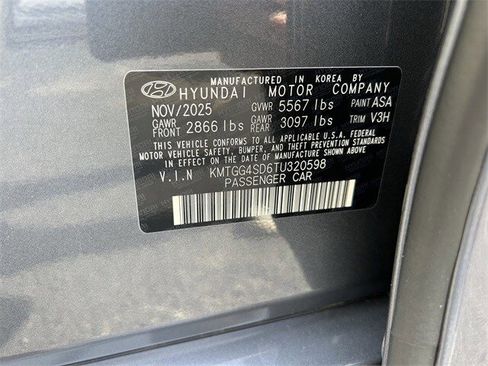 MANUFACTURED IN KOREA BY
HYUNDAI MOTOR COMPANY
NOV/2025 GVWR 5567 lbs PAINT ASA
GAWR FRONT 2866 lbs GAWR REAR 3097 lbs TRIM V3H
THIS VEHICLE CONFORMS TO ALL APPLICABLE U.S.A. FEDERAL
MOTOR VEHICLE SAFETY, BUMPER, AND THEFT PREVENTION STANDARDS
IN EFFECT ON THE DATE OF MANUFACTURE SHOWN ABOVE.
V.I.N KMTGG4SD6TU320598
PASSENGER CAR